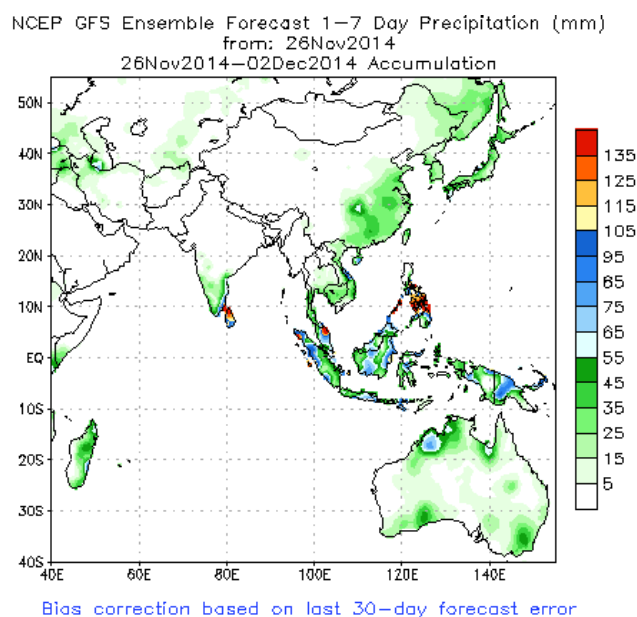 NCEP GFS Ensemble Forecast 1-7 Day Precipitation (mm)
from: 26Nov2014
26Nov2014-02Dec2014 Accumulation
50N
40N
30N
20N
10N
EQ
10S
20S
30S
40S
40E 60E 80E 100E 120E 140E
135
125
115
105
95
85
75
65
55
45
35
25
15
5
Bias correction based on last 30-day forecast error